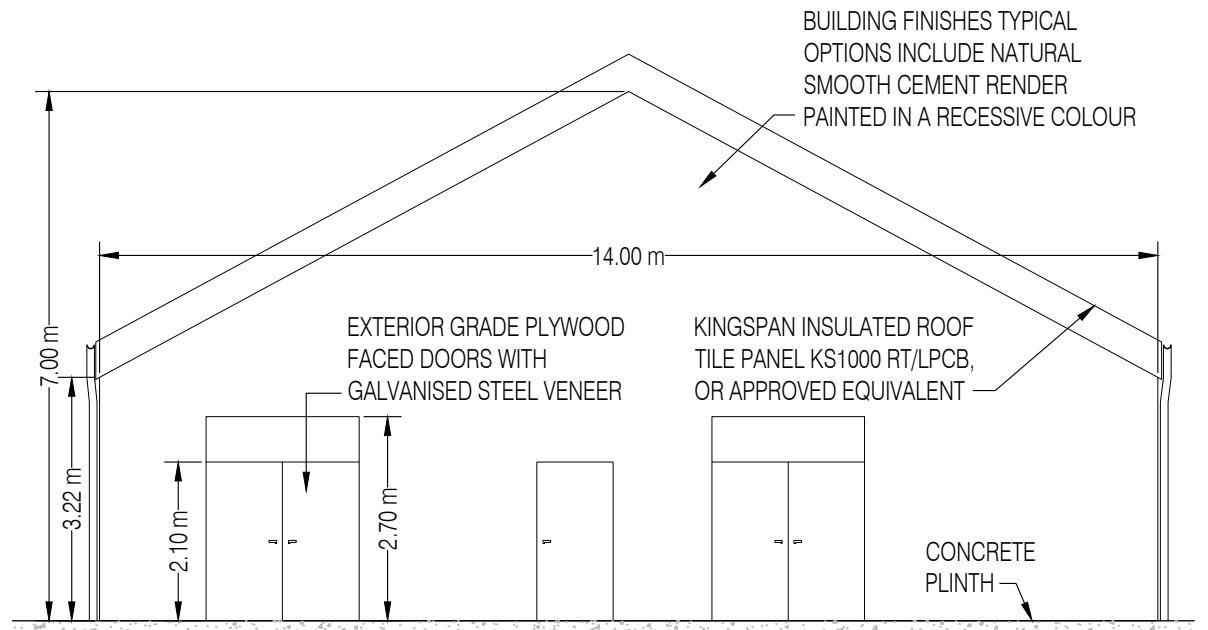 BUILDING FINISHES TYPICAL
OPTIONS INCLUDE NATURAL
SMOOTH CEMENT RENDER
PAINTED IN A RECESSIVE COLOUR
14.00 m
7.00 m
EXTERIOR GRADE PLYWOOD
FACED DOORS WITH
GALVANISED STEEL VENEER
KINGSPAN INSULATED ROOF
TILE PANEL KS1000 RT/LPCB,
OR APPROVED EQUIVALENT
3.22 m
2.10 m
2.70 m
CONCRETE
PLINTH